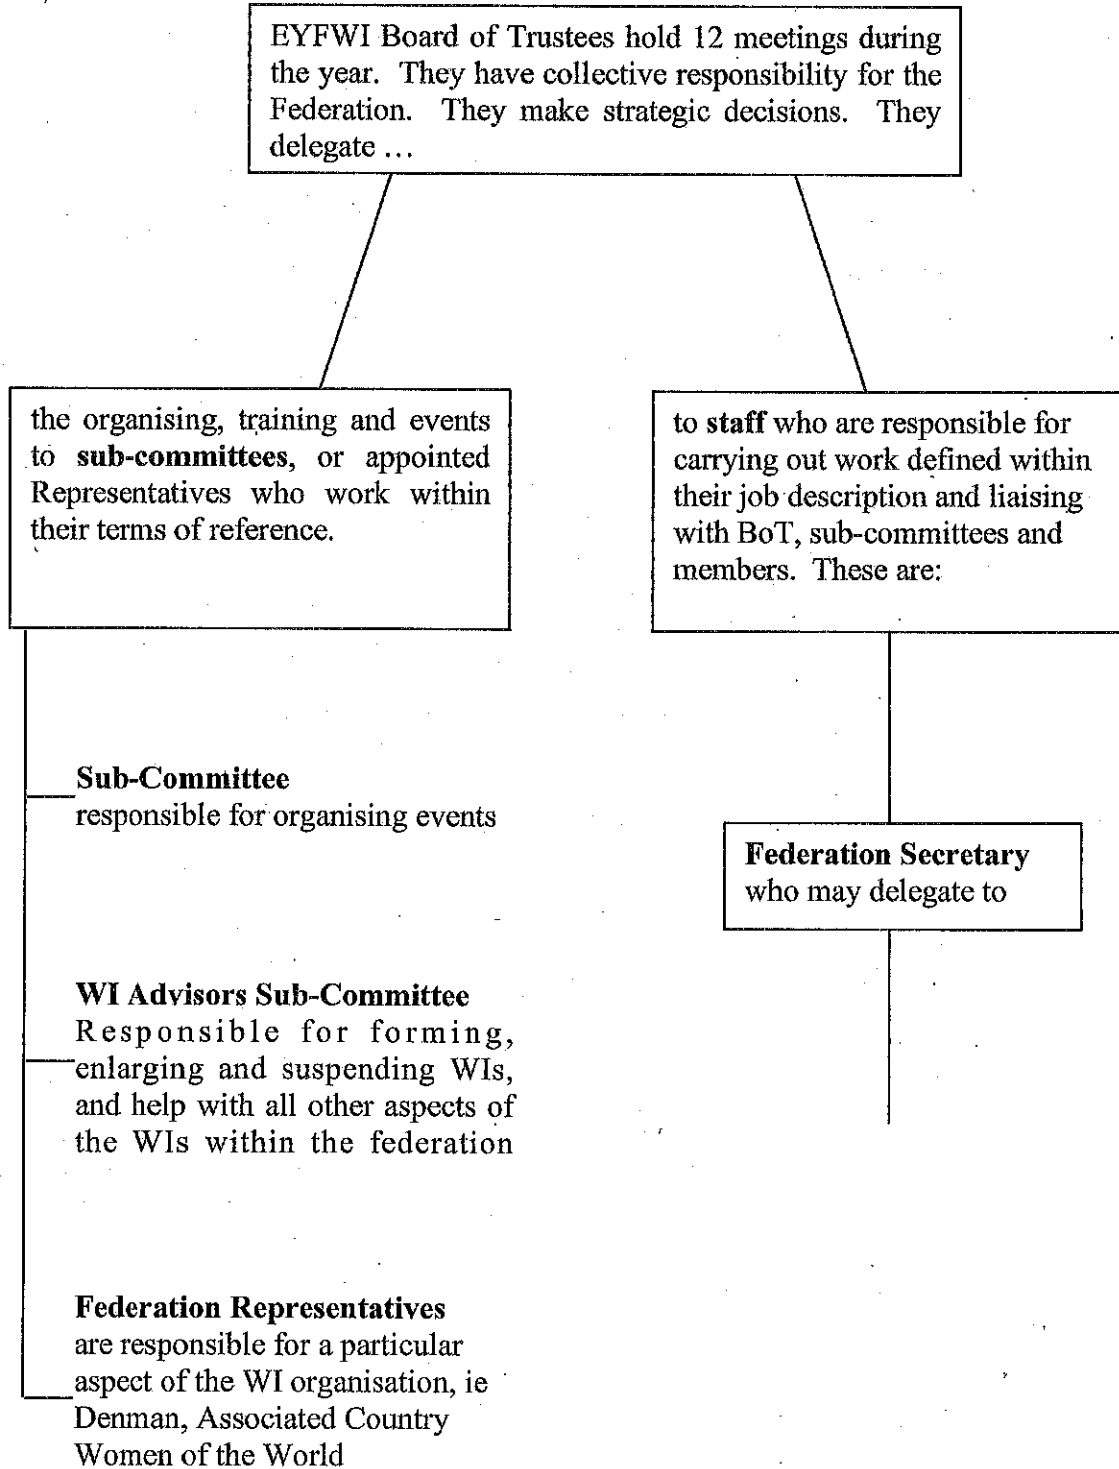 EYFWI Board of Trustees hold 12 meetings during
the year. They have collective responsibility for the
Federation. They make strategic decisions. They
delegate ...
the organising, training and events
to sub-committees, or appointed
Representatives who work within
their terms of reference.
to staff who are responsible for
carrying out work defined within
their job description and liaising
with BoT, sub-committees and
members. These are:
Sub-Committee
responsible for organising events
WI Advisors Sub-Committee
Responsible for forming,
enlarging and suspending WIs,
and help with all other aspects of
the WIs within the federation
Federation Representatives
are responsible for a particular
aspect of the WI organisation, ie
Denman, Associated Country
Women of the World
Federation Secretary
who may delegate to